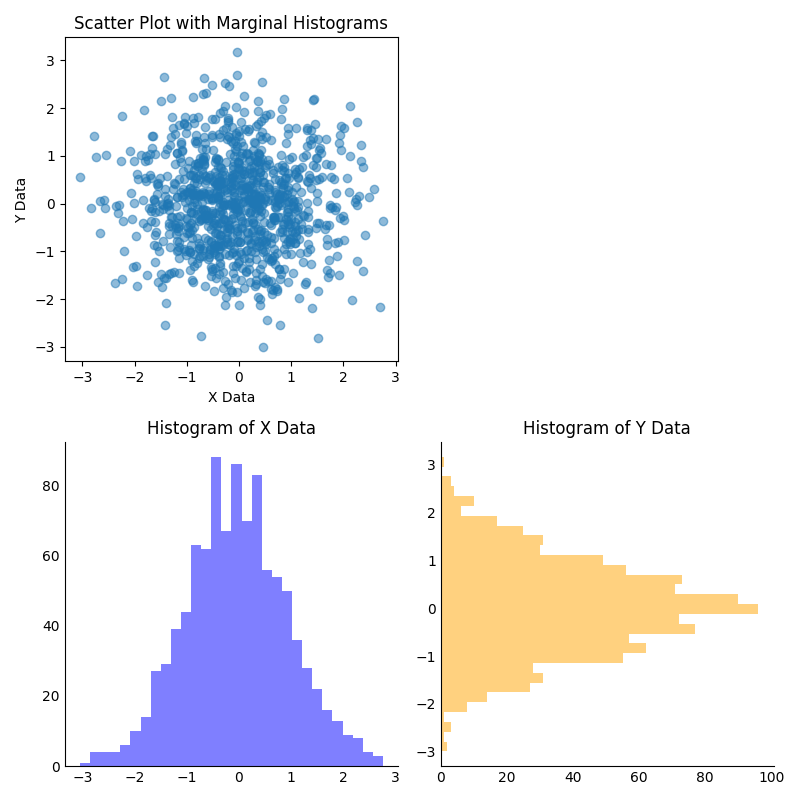 Scatter Plot with Marginal Histograms
3
2
1
0
−1
−2
−3
Y Data
−3 −2 −1 0 1 2 3
X Data
Histogram of X Data
80
60
40
20
0
−3 −2 −1 0 1 2 3
Histogram of Y Data
3
2
1
0
−1
−2
−3
0 20 40 60 80 100